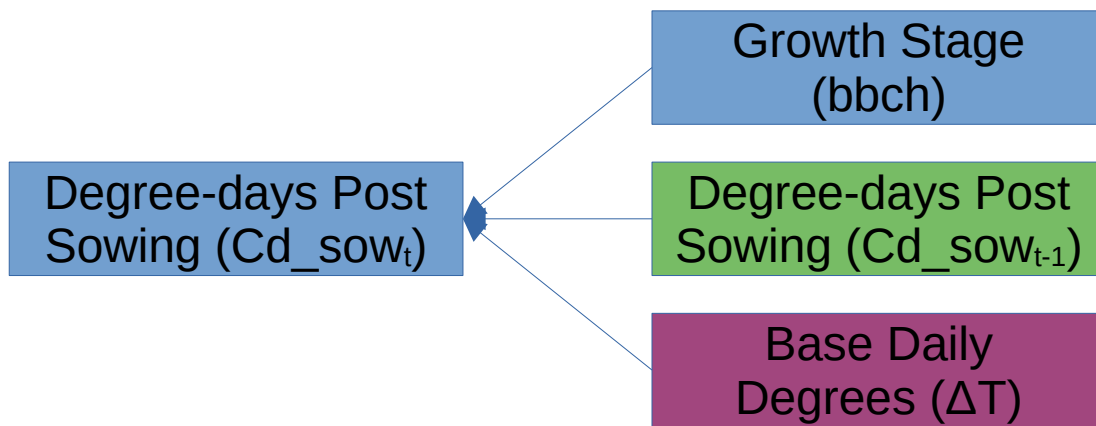 Growth Stage
(bbch)
Degree-days Post
Sowing (Cd_sowₜ)
Degree-days Post
Sowing (Cd_sowₜ₋₁)
Base Daily
Degrees (ΔT)